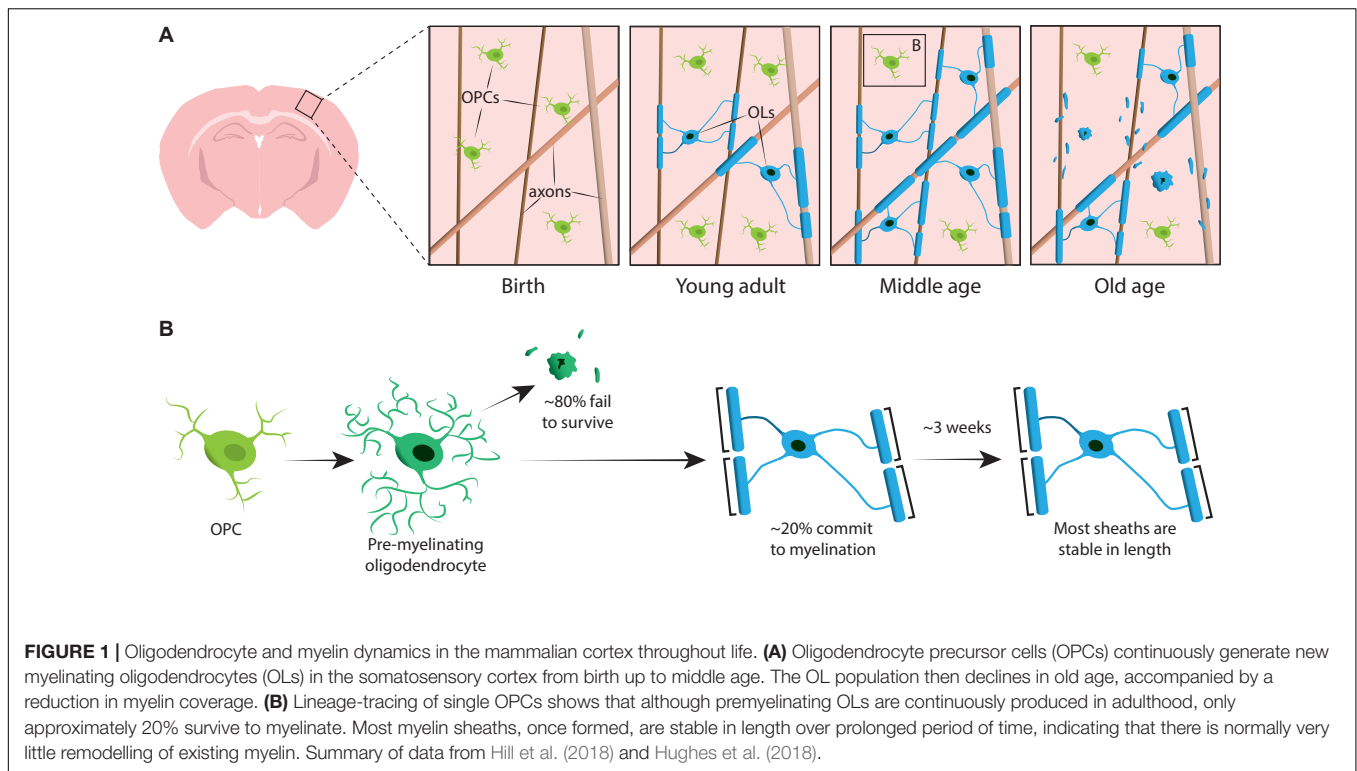 A
B
OPCs
OLs
axons
Birth
Young adult
Middle age
Old age
B
~80% fail
to survive
~3 weeks
OPC
Pre-myelinating
oligodendrocyte
~20% commit
to myelination
Most sheaths are
stable in length
FIGURE 1 | Oligodendrocyte and myelin dynamics in the mammalian cortex throughout life. (A) Oligodendrocyte precursor cells (OPCs) continuously generate new
myelinating oligodendrocytes (OLs) in the somatosensory cortex from birth up to middle age. The OL population then declines in old age, accompanied by a
reduction in myelin coverage. (B) Lineage-tracing of single OPCs shows that although premyelinating OLs are continuously produced in adulthood, only
approximately 20% survive to myelinate. Most myelin sheaths, once formed, are stable in length over prolonged period of time, indicating that there is normally very
little remodelling of existing myelin. Summary of data from Hill et al. (2018) and Hughes et al. (2018).